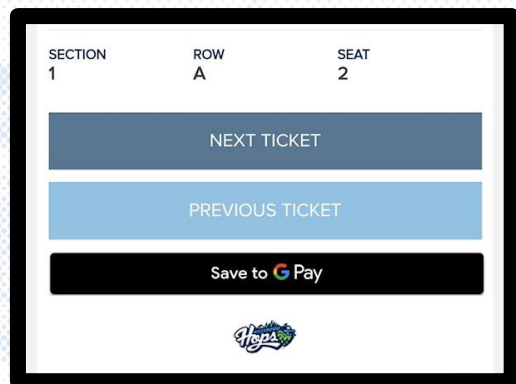 SECTION ROW SEAT
1 A 2
NEXT TICKET
PREVIOUS TICKET
Save to G Pay
Hops